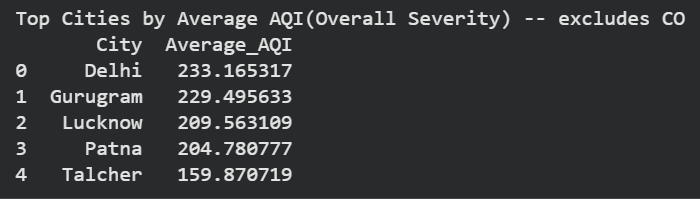 Top Cities by Average AQI(Overall Severity) -- excludes CO
City Average_AQI
0 Delhi 233.165317
1 Gurugram 229.495633
2 Lucknow 209.563109
3 Patna 204.780777
4 Talcher 159.870719